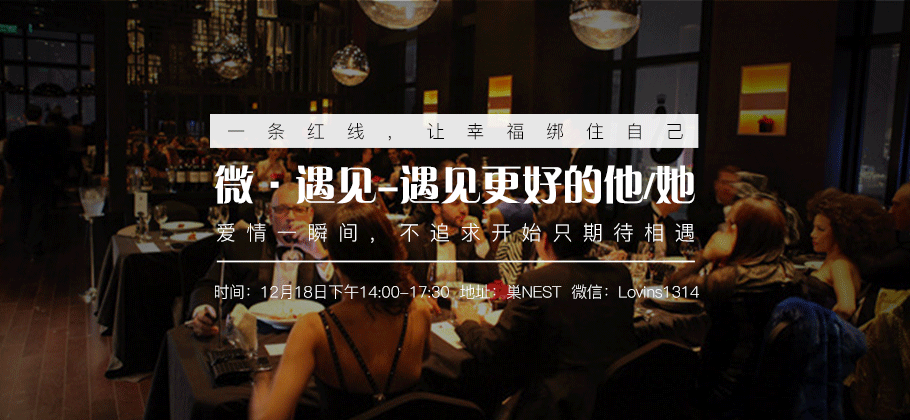 一条红线，让幸福绑住自己
微·遇见-遇见更好的他/她
爱情一瞬间，不追求开始只期待相遇
时间：12月18日下午14:00-17:30 地址：巢NEST 微信：Lovins1314